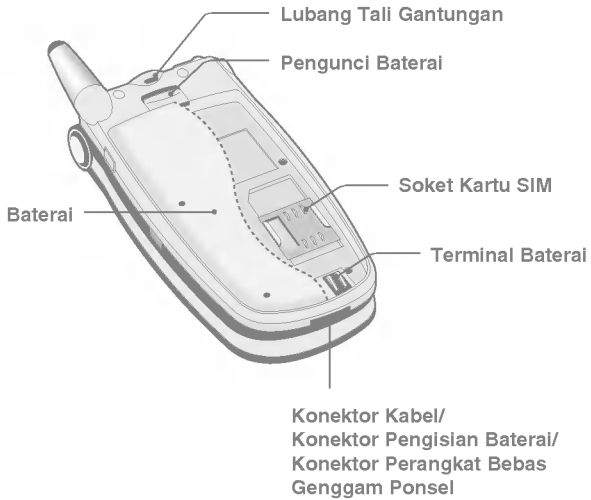 Lubang Tali Gantungan
Pengunci Baterai
Soket Kartu SIM
Baterai
Terminal Baterai
Konektor Kabel/
Konektor Pengisian Baterai/
Konektor Perangkat Bebas
Genggam Ponsel